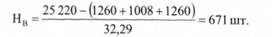 Н_В = 25 220 – (1260 + 1008 + 1260) / 32,29 = 671 шт.